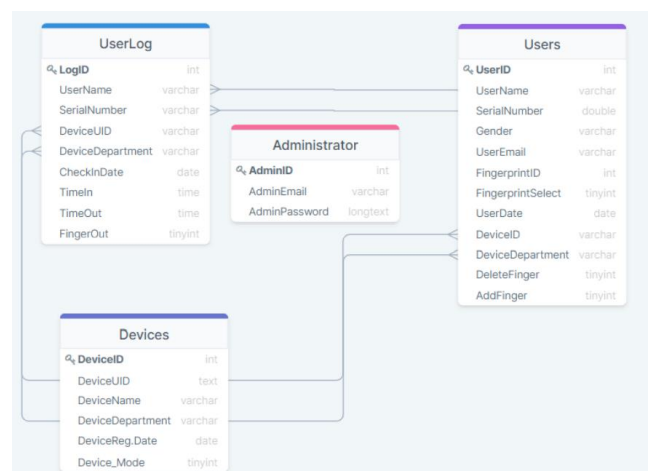 UserLog
LogID int
UserName varchar
SerialNumber varchar
DeviceUID varchar
DeviceDepartment varchar
CheckInDate date
TimeIn time
TimeOut time
FingerOut tinyint
Administrator
AdminID int
AdminEmail varchar
AdminPassword longtext
Users
UserID int
UserName varchar
SerialNumber double
Gender varchar
UserEmail varchar
FingerprintID int
FingerprintSelect tinyint
UserDate date
DeviceID varchar
DeviceDepartment varchar
DeleteFinger tinyint
AddFinger tinyint
Devices
DeviceID int
DeviceUID text
DeviceName varchar
DeviceDepartment varchar
DeviceReg.Date date
Device_Mode tinyint